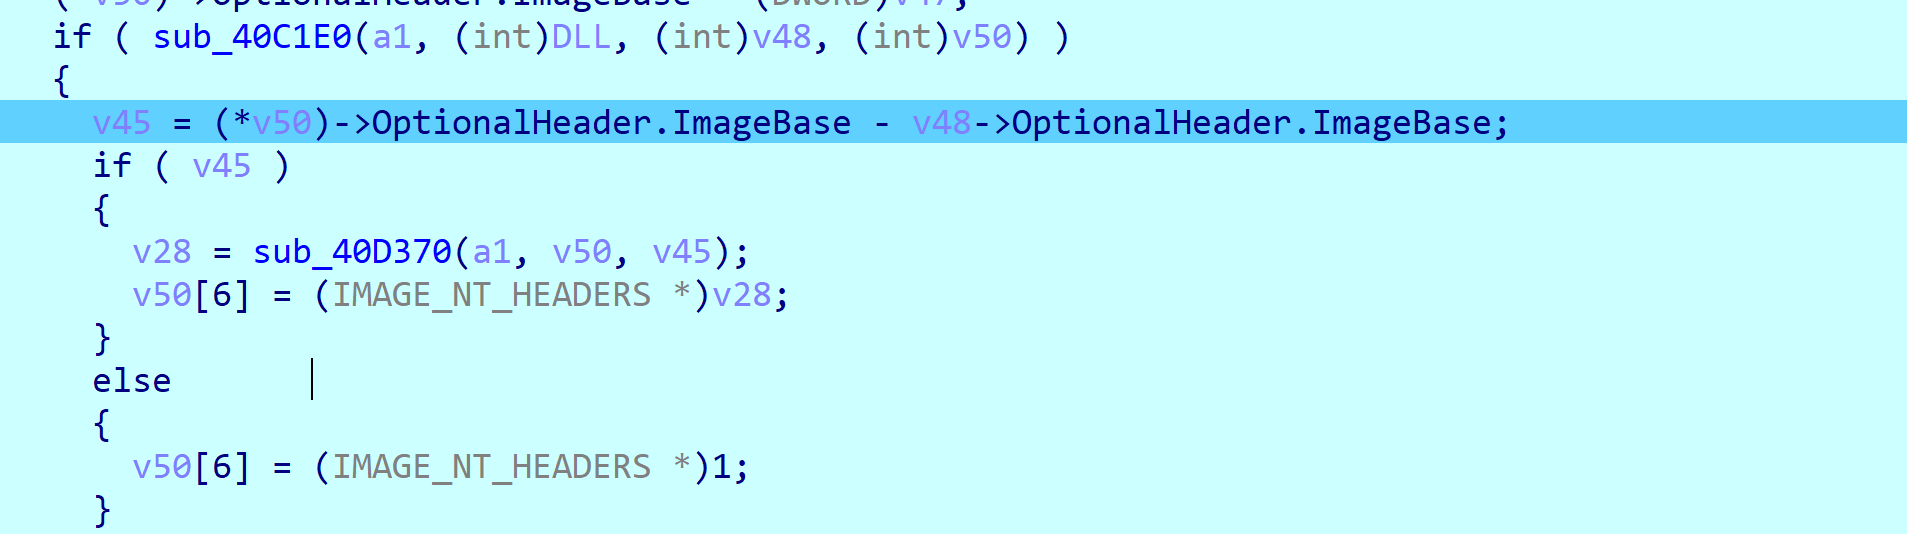 if ( sub_40C1E0(a1, (int)DLL, (int)v48, (int)v50) )
{
v45 = (*v50)->OptionalHeader.ImageBase - v48->OptionalHeader.ImageBase;
if ( v45 )
{
v28 = sub_40D370(a1, v50, v45);
v50[6] = (IMAGE_NT_HEADERS *)v28;
}
else
{
v50[6] = (IMAGE_NT_HEADERS *)1;
}